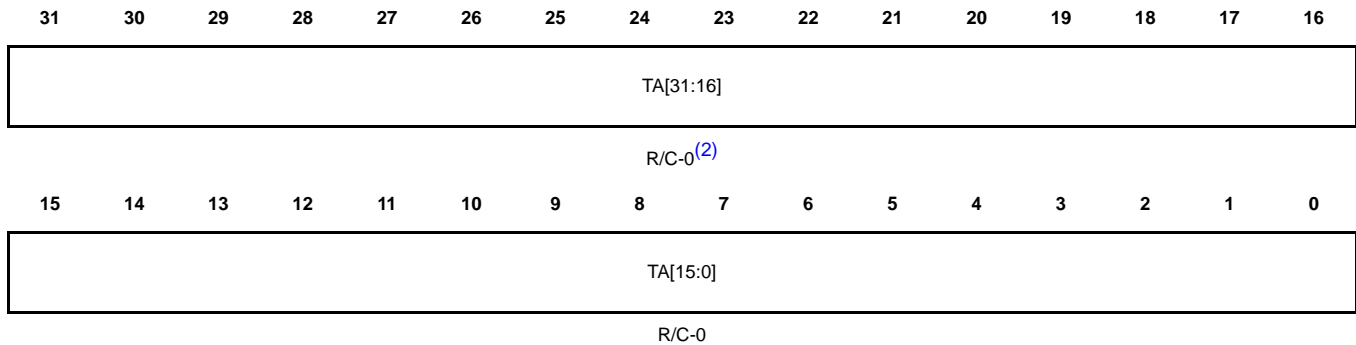 31 30 29 28 27 26 25 24 23 22 21 20 19 18 17 16
TA[31:16]
R/C-0(2)
15 14 13 12 11 10 9 8 7 6 5 4 3 2 1 0
TA[15:0]
R/C-0